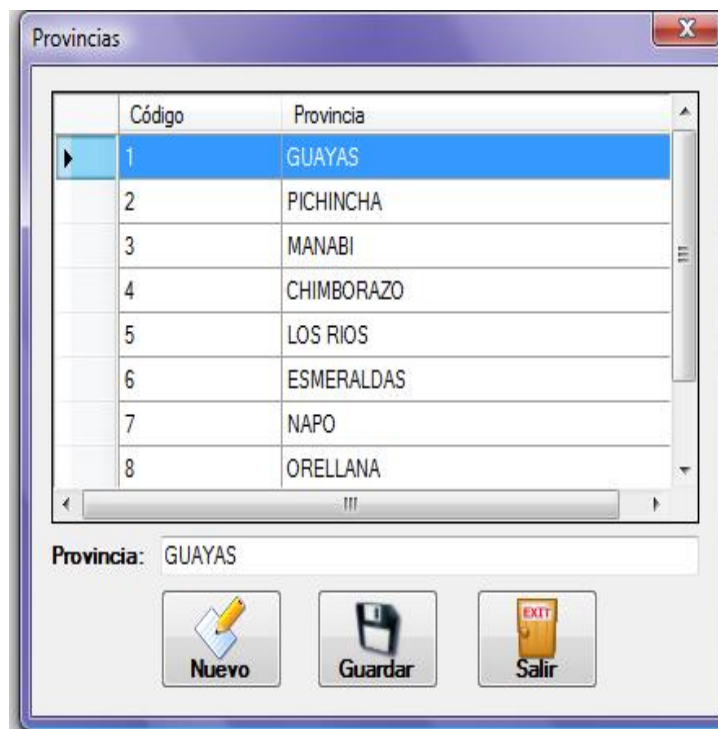 Provincias
Código Provincia
1 GUAYAS
2 PICHINCHA
3 MANABI
4 CHIMBORAZO
5 LOS RIOS
6 ESMERALDAS
7 NAPO
8 ORELLANA
Provincia: GUAYAS
EXIT
Nuevo Guardar Salir